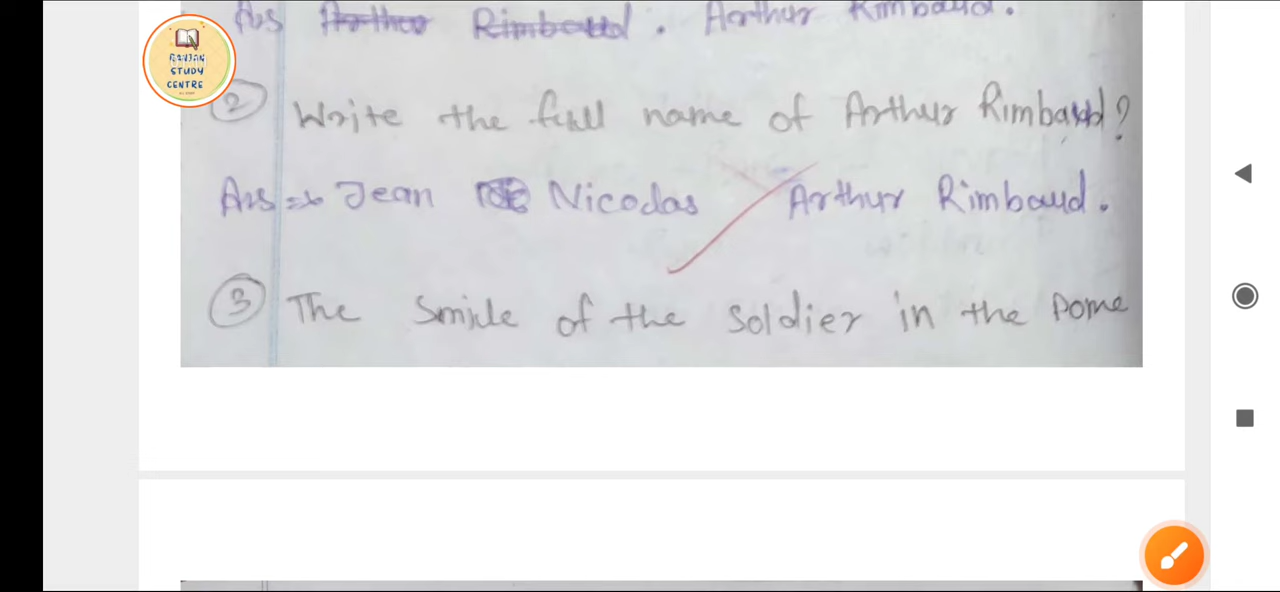 Ans Arthur Rimbaud . Arthur Rimbaud.
RANJAN
STUDY
CENTRE
② Write the full name of Arthur Rimbaud?
Ans => Jean Nicodas Arthur Rimbaud.
③ The Smile of the soldier in the Pome